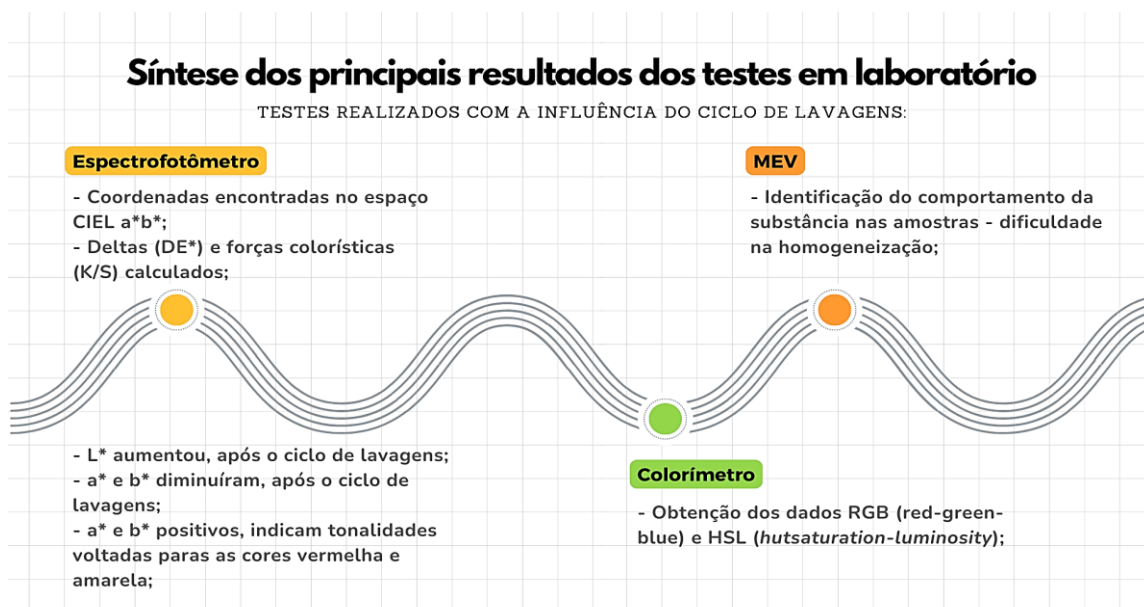 Síntese dos principais resultados dos testes em laboratório
TESTES REALIZADOS COM A INFLUÊNCIA DO CICLO DE LAVAGENS:
Espectrofotômetro
- Coordenadas encontradas no espaço
CIEL a*b*;
- Deltas (DE*) e forças colorísticas
(K/S) calculados;
- L* aumentou, após o ciclo de lavagens;
- a* e b* diminuíram, após o ciclo de
lavagens;
- a* e b* positivos, indicam tonalidades
voltadas paras as cores vermelha e
amarela;
Colorímetro
- Obtenção dos dados RGB (red-green-
blue) e HSL (hutsaturation-luminosity);
MEV
- Identificação do comportamento da
substância nas amostras - dificuldade
na homogeneização;